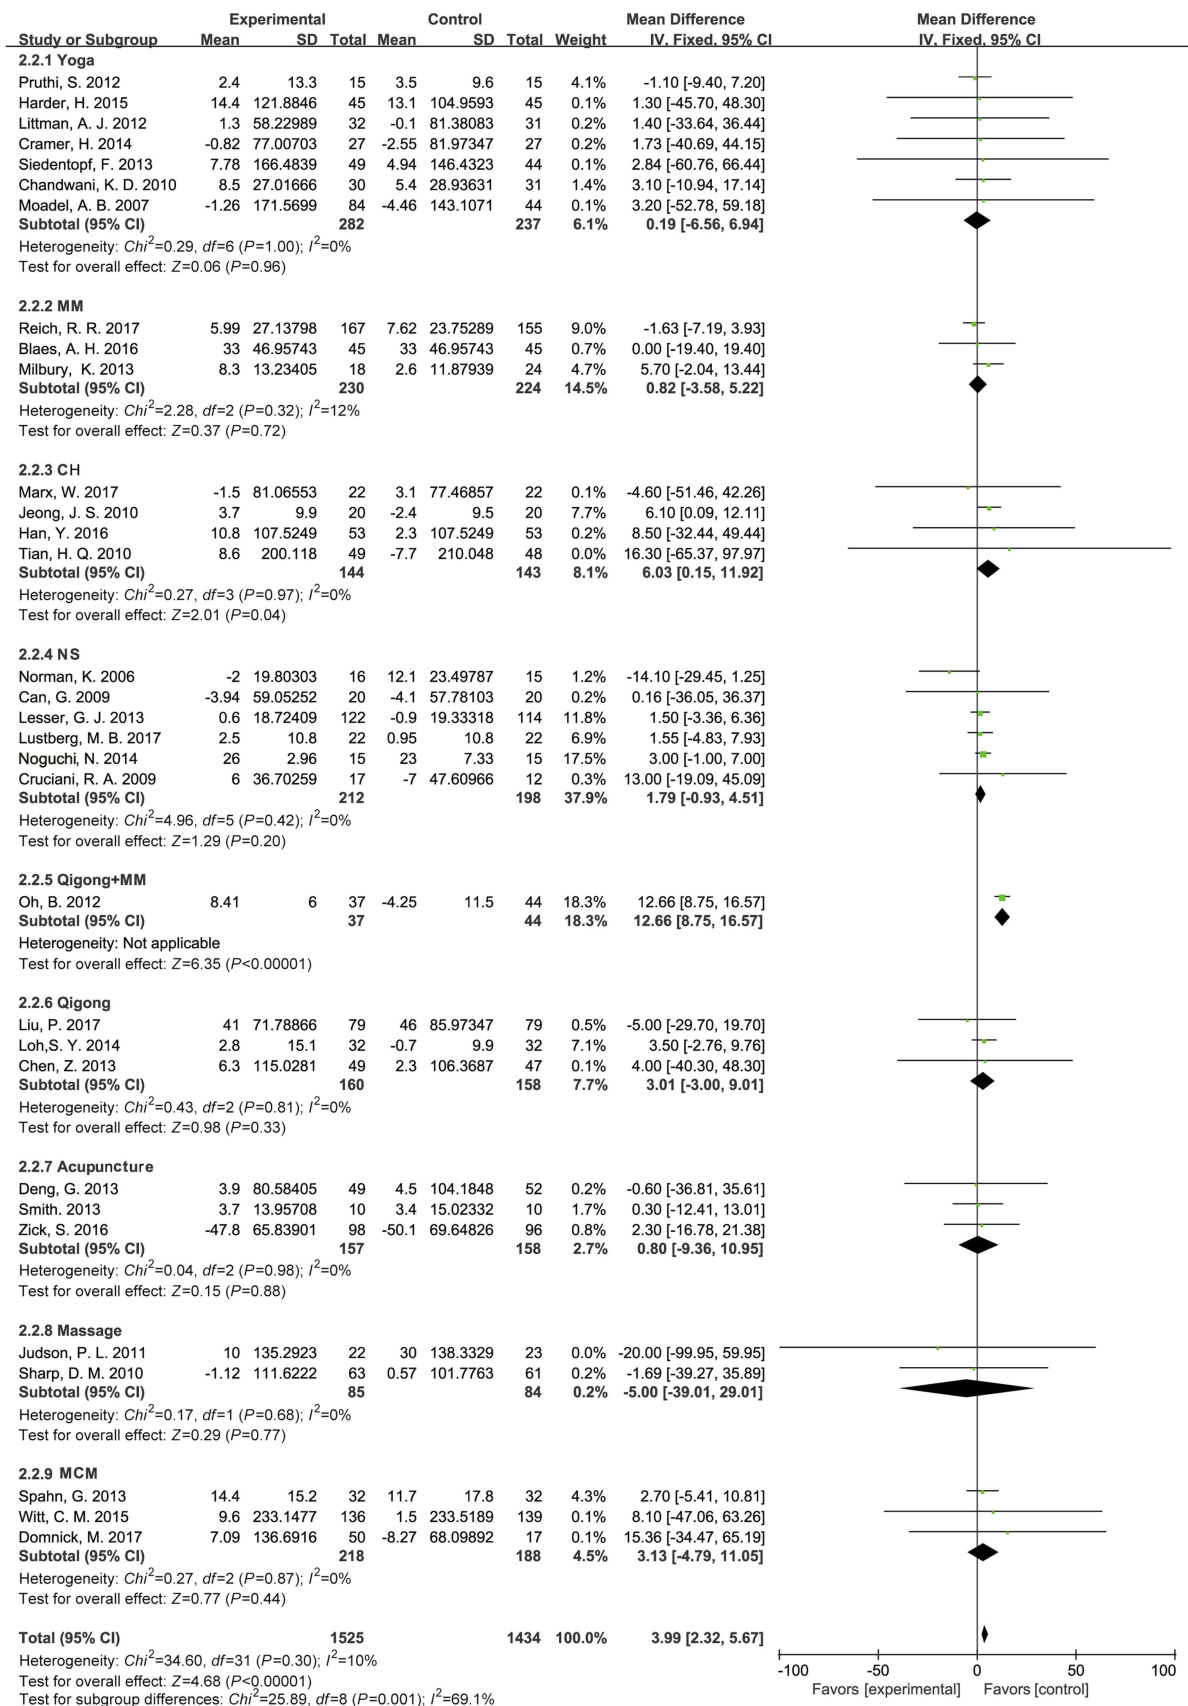 Experimental Control Mean Difference Mean Difference
Study or Subgroup Mean SD Total Mean SD Total Weight IV, Fixed, 95% CI IV, Fixed, 95% CI
2.2.1 Yoga
Pruthi, S. 2012 2.4 13.3 15 3.5 9.6 15 4.1% -1.10 [-9.40, 7.20]
Harder, H. 2015 14.4 121.8846 45 13.1 104.9593 45 0.1% 1.30 [-45.70, 48.30]
Littman, A. J. 2012 1.3 58.22989 32 -0.1 81.38083 31 0.2% 1.40 [-33.64, 36.44]
Cramer, H. 2014 -0.82 77.00703 27 -2.55 81.97347 27 0.2% 1.73 [-40.69, 44.15]
Siedentopf, F. 2013 7.78 166.4839 49 4.94 146.4323 44 0.1% 2.84 [-60.76, 66.44]
Chandwani, K. D. 2010 8.5 27.01666 30 5.4 28.93631 31 1.4% 3.10 [-10.94, 17.14]
Moadel, A. B. 2007 -1.26 171.5699 84 -4.46 143.1071 44 0.1% 3.20 [-52.78, 59.18]
Subtotal (95% CI) 282 237 6.1% 0.19 [-6.56, 6.94]
Heterogeneity: Chi²=0.29, df=6 (P=1.00); I²=0%
Test for overall effect: Z=0.06 (P=0.96)
2.2.2 MM
Reich, R. R. 2017 5.99 27.13798 167 7.62 23.75289 155 9.0% -1.63 [-7.19, 3.93]
Blaes, A. H. 2016 33 46.95743 45 33 46.95743 45 0.7% 0.00 [-19.40, 19.40]
Milbury, K. 2013 8.3 13.23405 18 2.6 11.87939 24 4.7% 5.70 [-2.04, 13.44]
Subtotal (95% CI) 230 224 14.5% 0.82 [-3.58, 5.22]
Heterogeneity: Chi²=2.28, df=2 (P=0.32); I²=12%
Test for overall effect: Z=0.37 (P=0.72)
2.2.3 CH
Marx, W. 2017 -1.5 81.06553 22 3.1 77.46857 22 0.1% -4.60 [-51.46, 42.26]
Jeong, J. S. 2010 3.7 9.9 20 -2.4 9.5 20 7.7% 6.10 [0.09, 12.11]
Han, Y. 2016 10.8 107.5249 53 2.3 107.5249 53 0.2% 8.50 [-32.44, 49.44]
Tian, H. Q. 2010 8.6 200.118 49 -7.7 210.048 48 0.0% 16.30 [-65.37, 97.97]
Subtotal (95% CI) 144 143 8.1% 6.03 [0.15, 11.92]
Heterogeneity: Chi²=0.27, df=3 (P=0.97); I²=0%
Test for overall effect: Z=2.01 (P=0.04)
2.2.4 NS
Norman, K. 2006 -2 19.80303 16 12.1 23.49787 15 1.2% -14.10 [-29.45, 1.25]
Can, G. 2009 -3.94 59.05252 20 -4.1 57.78103 20 0.2% 0.16 [-36.05, 36.37]
Lesser, G. J. 2013 0.6 18.72409 122 -0.9 19.33318 114 11.8% 1.50 [-3.36, 6.36]
Lustberg, M. B. 2017 2.5 10.8 22 0.95 10.8 22 6.9% 1.55 [-4.83, 7.93]
Noguchi, N. 2014 26 2.96 15 23 7.33 15 17.5% 3.00 [-1.00, 7.00]
Cruciani, R. A. 2009 6 36.70259 17 -7 47.60966 12 0.3% 13.00 [-19.09, 45.09]
Subtotal (95% CI) 212 198 37.9% 1.79 [-0.93, 4.51]
Heterogeneity: Chi²=4.96, df=5 (P=0.42); I²=0%
Test for overall effect: Z=1.29 (P=0.20)
2.2.5 Qigong+MM
Oh, B. 2012 8.41 6 37 -4.25 11.5 44 18.3% 12.66 [8.75, 16.57]
Subtotal (95% CI) 37 44 18.3% 12.66 [8.75, 16.57]
Heterogeneity: Not applicable
Test for overall effect: Z=6.35 (P<0.00001)
2.2.6 Qigong
Liu, P. 2017 41 71.78866 79 46 85.97347 79 0.5% -5.00 [-29.70, 19.70]
Loh,S. Y. 2014 2.8 15.1 32 -0.7 9.9 32 7.1% 3.50 [-2.76, 9.76]
Chen, Z. 2013 6.3 115.0281 49 2.3 106.3687 47 0.1% 4.00 [-40.30, 48.30]
Subtotal (95% CI) 160 158 7.7% 3.01 [-3.00, 9.01]
Heterogeneity: Chi²=0.43, df=2 (P=0.81); I²=0%
Test for overall effect: Z=0.98 (P=0.33)
2.2.7 Acupuncture
Deng, G. 2013 3.9 80.58405 49 4.5 104.1848 52 0.2% -0.60 [-36.81, 35.61]
Smith. 2013 3.7 13.95708 10 3.4 15.02332 10 1.7% 0.30 [-12.41, 13.01]
Zick, S. 2016 -47.8 65.83901 98 -50.1 69.64826 96 0.8% 2.30 [-16.78, 21.38]
Subtotal (95% CI) 157 158 2.7% 0.80 [-9.36, 10.95]
Heterogeneity: Chi²=0.04, df=2 (P=0.98); I²=0%
Test for overall effect: Z=0.15 (P=0.88)
2.2.8 Massage
Judson, P. L. 2011 10 135.2923 22 30 138.3329 23 0.0% -20.00 [-99.95, 59.95]
Sharp, D. M. 2010 -1.12 111.6222 63 0.57 101.7763 61 0.2% -1.69 [-39.27, 35.89]
Subtotal (95% CI) 85 84 0.2% -5.00 [-39.01, 29.01]
Heterogeneity: Chi²=0.17, df=1 (P=0.68); I²=0%
Test for overall effect: Z=0.29 (P=0.77)
2.2.9 MCM
Spahn, G. 2013 14.4 15.2 32 11.7 17.8 32 4.3% 2.70 [-5.41, 10.81]
Witt, C. M. 2015 9.6 233.1477 136 1.5 233.5189 139 0.1% 8.10 [-47.06, 63.26]
Domnick, M. 2017 7.09 136.6916 50 -8.27 68.09892 17 0.1% 15.36 [-34.47, 65.19]
Subtotal (95% CI) 218 188 4.5% 3.13 [-4.79, 11.05]
Heterogeneity: Chi²=0.27, df=2 (P=0.87); I²=0%
Test for overall effect: Z=0.77 (P=0.44)
Total (95% CI) 1525 1434 100.0% 3.99 [2.32, 5.67]
Heterogeneity: Chi²=34.60, df=31 (P=0.30); I²=10%
Test for overall effect: Z=4.68 (P<0.00001)
Test for subgroup differences: Chi²=25.89, df=8 (P=0.001); I²=69.1%
-100 -50 0 50 100
Favors [experimental] Favors [control]